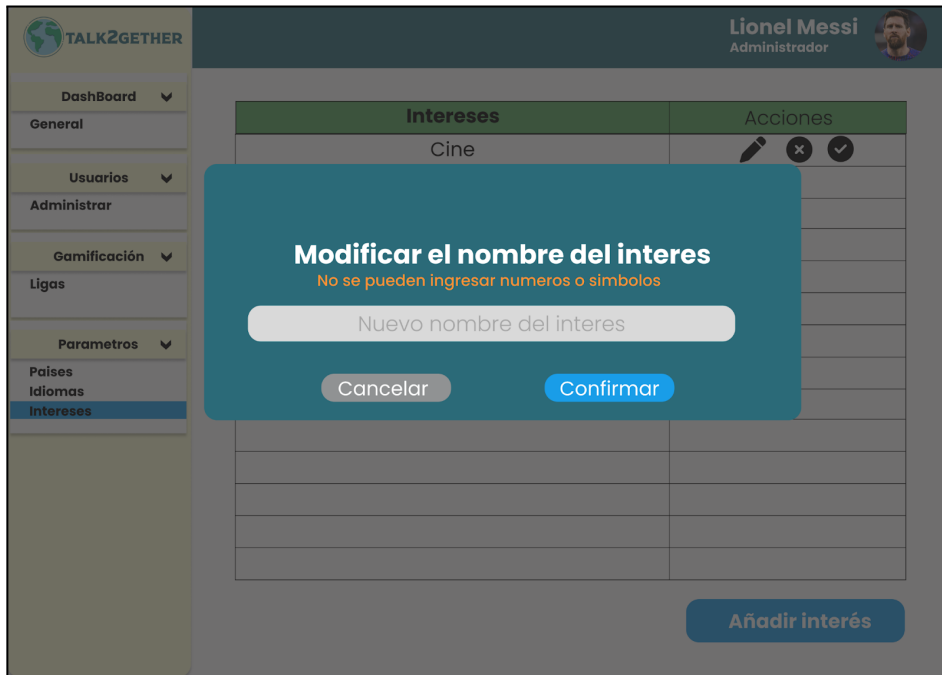 TALK2GETHER
Lionel Messi
Administrador
DashBoard
General
Usuarios
Administrar
Gamificación
Ligas
Parametros
Paises
Idiomas
Intereses
Intereses Acciones
Cine
Modificar el nombre del interes
No se pueden ingresar numeros o simbolos
Nuevo nombre del interes
Cancelar Confirmar
Añadir interés